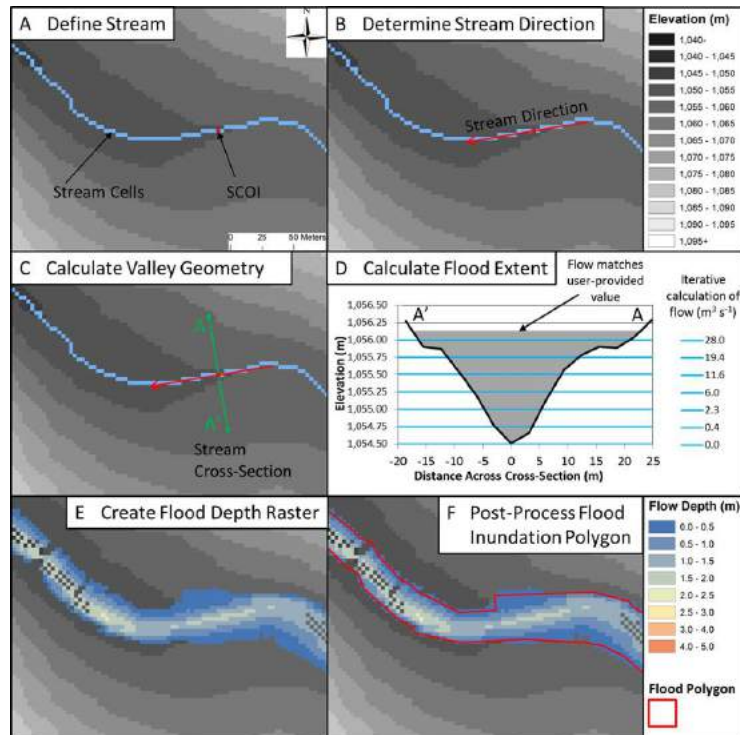 A Define Stream
N
Stream Cells
SCOI
0 25 50 Meters
B Determine Stream Direction
Stream Direction
Elevation (m)
1,040-
1,040 - 1,045
1,045 - 1,050
1,050 - 1,055
1,055 - 1,060
1,060 - 1,065
1,065 - 1,070
1,070 - 1,075
1,075 - 1,080
1,080 - 1,085
1,085 - 1,090
1,090 - 1,095
1,095+
C Calculate Valley Geometry
A'
A'
Stream
Cross-Section
D Calculate Flood Extent
Flow matches
user-provided
value
Iterative
calculation of
flow (m³ s⁻¹)
A'
A
Elevation (m)
1,056.50
1,056.25
1,056.00
1,055.75
1,055.50
1,055.25
1,055.00
1,054.75
1,054.50
28.0
19.4
11.6
6.0
2.3
0.4
0.0
-20 -15 -10 -5 0 5 10 15 20 25
Distance Across Cross-Section (m)
E Create Flood Depth Raster
F Post-Process Flood
Inundation Polygon
Flow Depth (m)
0.0 - 0.5
0.5 - 1.0
1.0 - 1.5
1.5 - 2.0
2.0 - 2.5
2.5 - 3.0
3.0 - 4.0
4.0 - 5.0
Flood Polygon